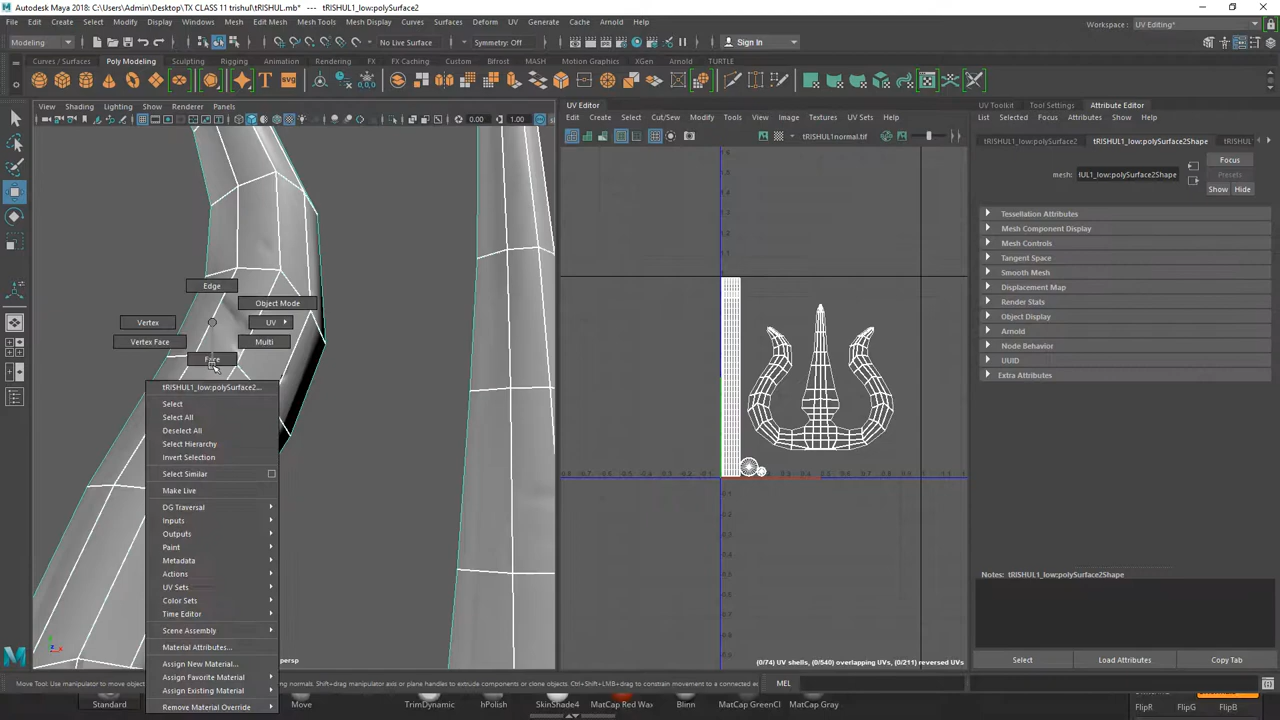 Autodesk Maya 2018: C:\Users\Admin\Desktop\TX CLASS 11 trishul\tRISHUL.mb* --- tRISHUL1_low:polySurface2
File Edit Create Select Modify Display Windows Mesh Edit Mesh Mesh Tools Mesh Display Curves Surfaces Deform UV Generate Cache Arnold Help
Workspace : UV Editing*
Modeling No Live Surface Symmetry: Off Sign In
Curves / Surfaces Poly Modeling Sculpting Rigging Animation Rendering FX FX Caching Custom Bifrost MASH Motion Graphics XGen Arnold TURTLE
T SVG 0,0,0
View Shading Lighting Show Renderer Panels
0.00 1.00
UV Editor
Edit Create Select Cut/Sew Modify Tools View Image Textures UV Sets Help
tRISHUL1normal.tif
UV Toolkit Tool Settings Attribute Editor
List Selected Focus Attributes Show Help
tRISHUL1_low:polySurface2 tRISHUL1_low:polySurface2Shape tRISHUL1
mesh: IUL1_low:polySurface2Shape
Focus
Presets
Show Hide
Tessellation Attributes
Mesh Component Display
Mesh Controls
Tangent Space
Smooth Mesh
Displacement Map
Render Stats
Object Display
Arnold
Node Behavior
UUID
Extra Attributes
Notes: tRISHUL1_low:polySurface2Shape
Select Load Attributes Copy Tab
Edge
Object Mode
Vertex
UV
Vertex Face
Multi
Face
tRISHUL1_low:polySurface2...
Select
Select All
Deselect All
Select Hierarchy
Invert Selection
Select Similar
Make Live
DG Traversal
Inputs
Outputs
Paint
Metadata
Actions
UV Sets
Color Sets
Time Editor
Scene Assembly
Material Attributes...
Assign New Material...
Assign Favorite Material
Assign Existing Material
Remove Material Override
persp
(0/74) UV shells, (0/540) overlapping UVs, (0/211) reversed UVs
MEL
Standard Move TrimDynamic hPolish SkinShade4 MatCap Red Wax Blinn MatCap GreenCl MatCap Gray FlipR FlipG FlipB